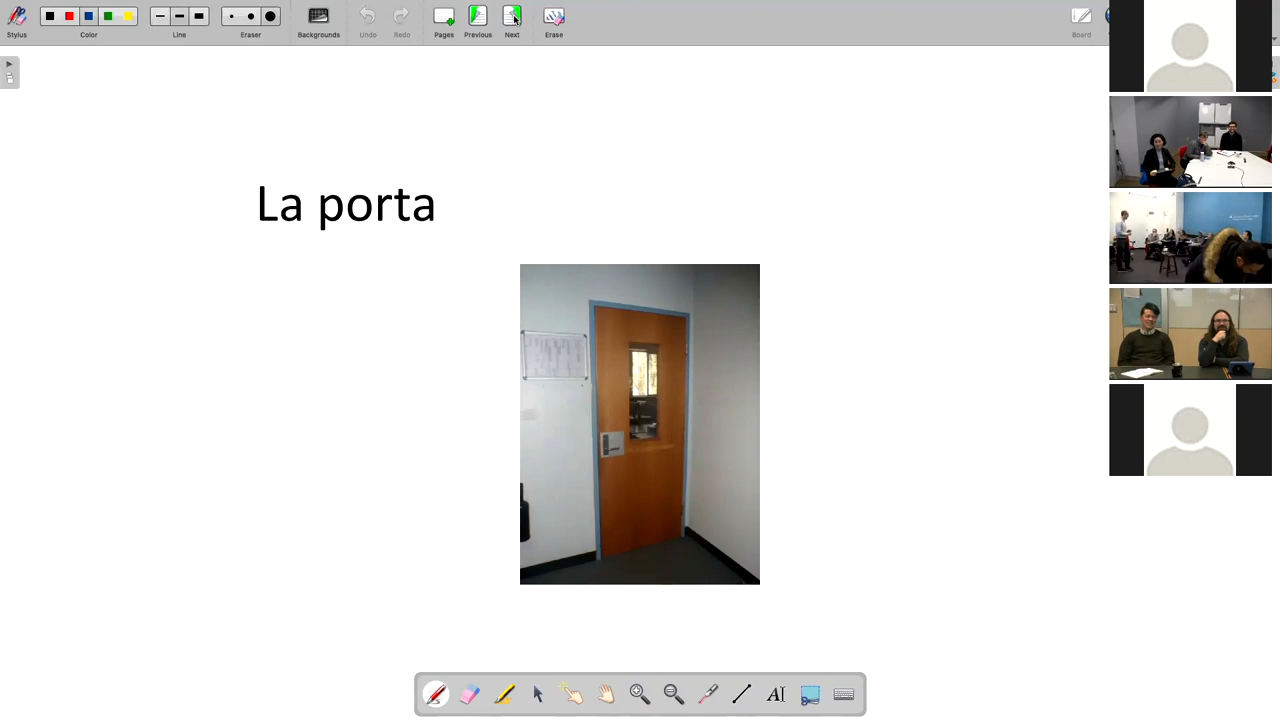 Stylus
Color
Line
Eraser
Backgrounds
Undo
Redo
Pages
Previous
Next
Erase
Board
La porta